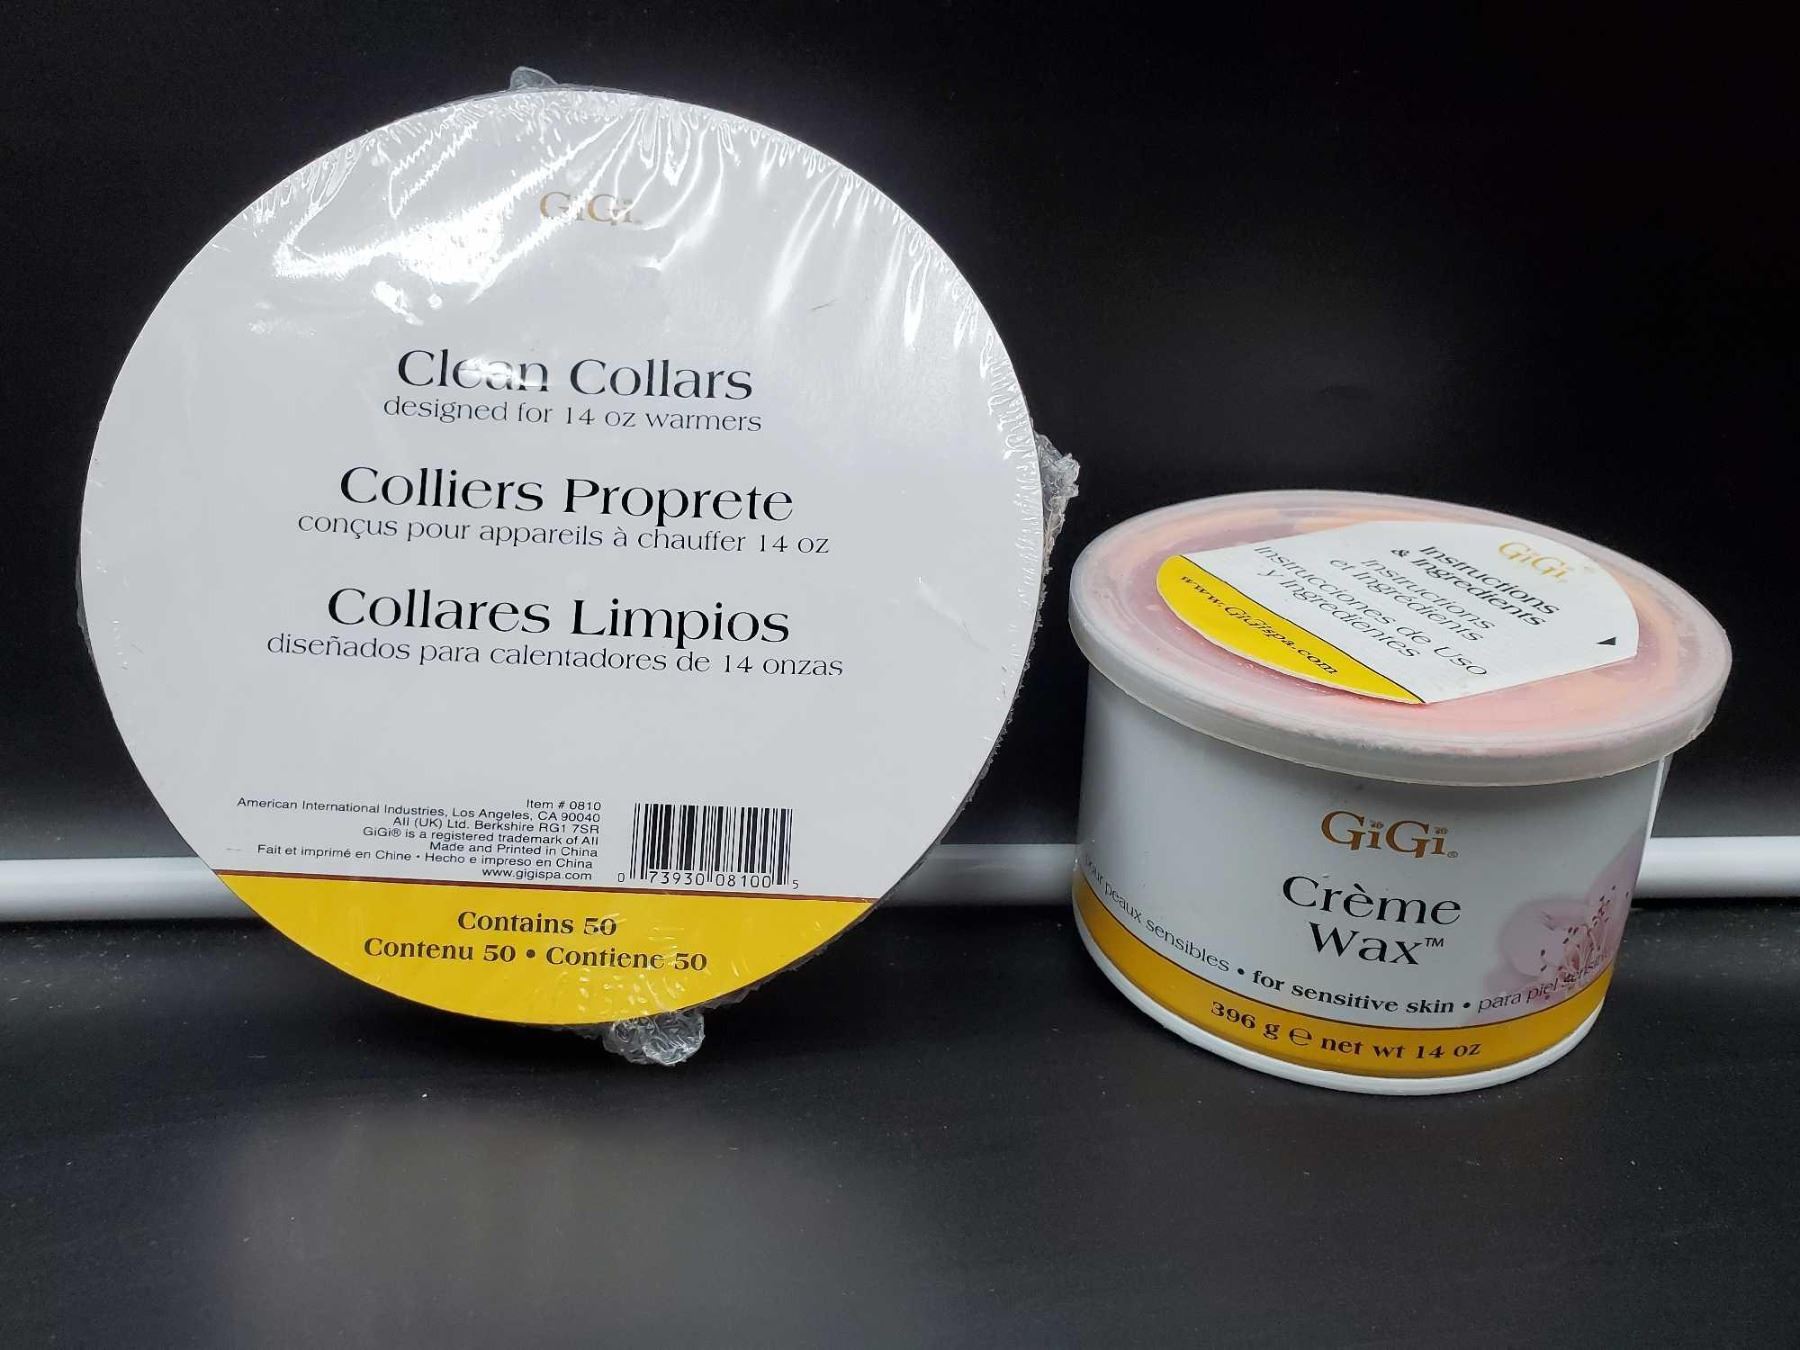 GiGi
Clean Collars
designed for 14 oz warmers
Colliers Proprete
conçus pour appareils à chauffer 14 oz
Collares Limpios
diseñados para calentadores de 14 onzas
Item # 0810
American International Industries, Los Angeles, CA 90040
AII (UK) Ltd. Berkshire RG1 7SR
GiGi® is a registered trademark of AII
Made and Printed in China
Fait et imprimé en Chine • Hecho e impreso en China
www.gigispa.com
0 73930 08100 5
Contains 50
Contenu 50 • Contiene 50
GiGi
Instructions
& Ingredients
Instructions
et Ingrédients
Instrucciones de Uso
y Ingredientes
www.GiGispa.com
GiGi®
Crème
Wax™
pour peaux sensibles • for sensitive skin • para piel
396 g ℮ net wt 14 oz